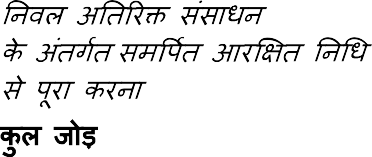 निवल अतिरिक्त संसाधन
के अंतर्गत समर्पित आरक्षित निधि
से पूरा करना
कुल जोइ